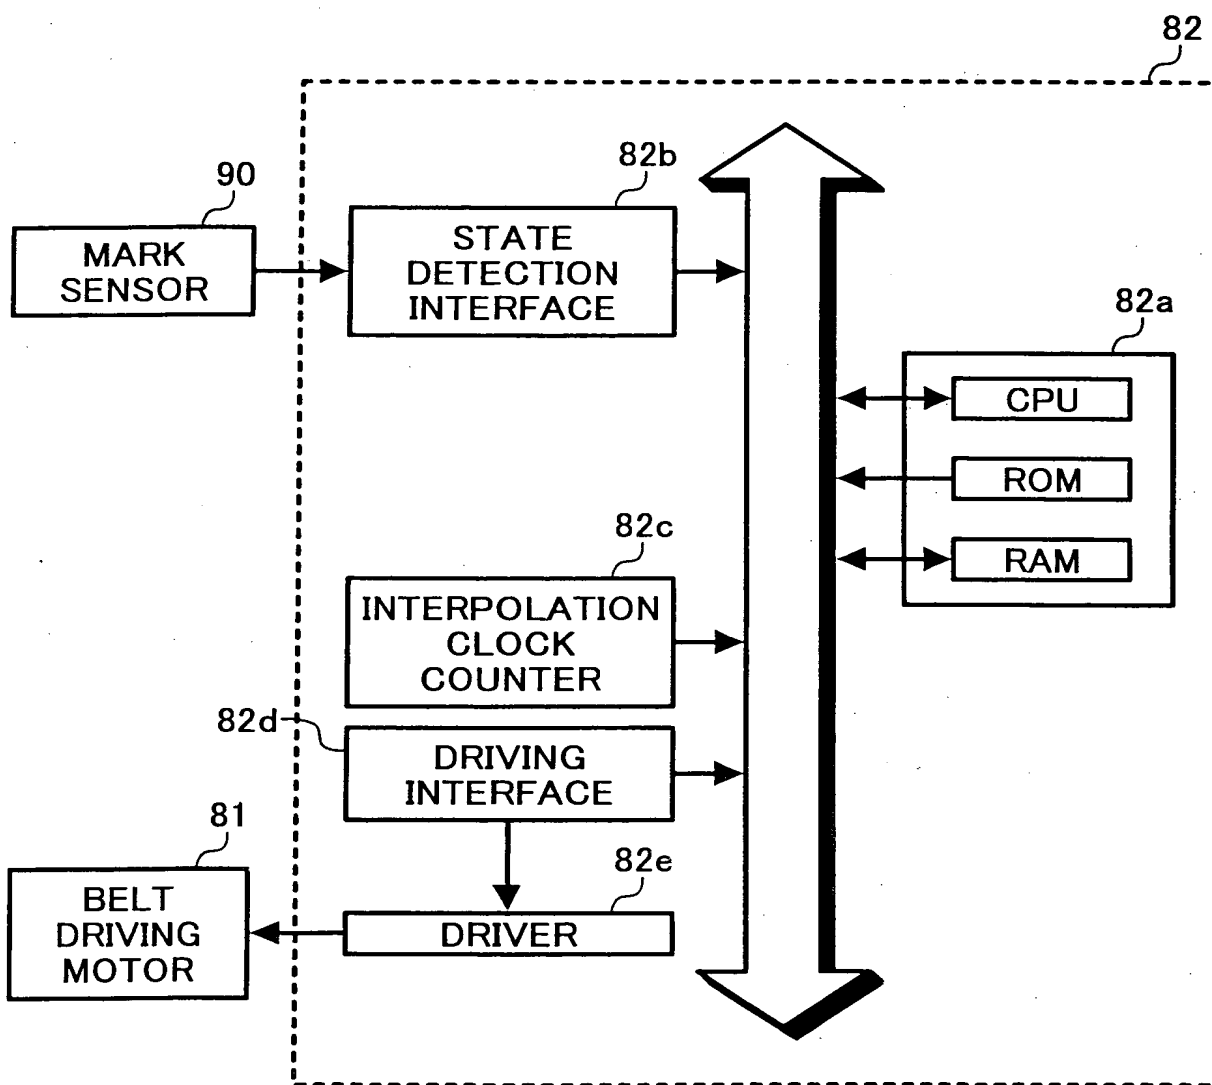 82
82b
90
MARK
SENSOR
STATE
DETECTION
INTERFACE
82a
CPU
ROM
RAM
82c
INTERPOLATION
CLOCK
COUNTER
82d
DRIVING
INTERFACE
81
BELT
DRIVING
MOTOR
82e
DRIVER